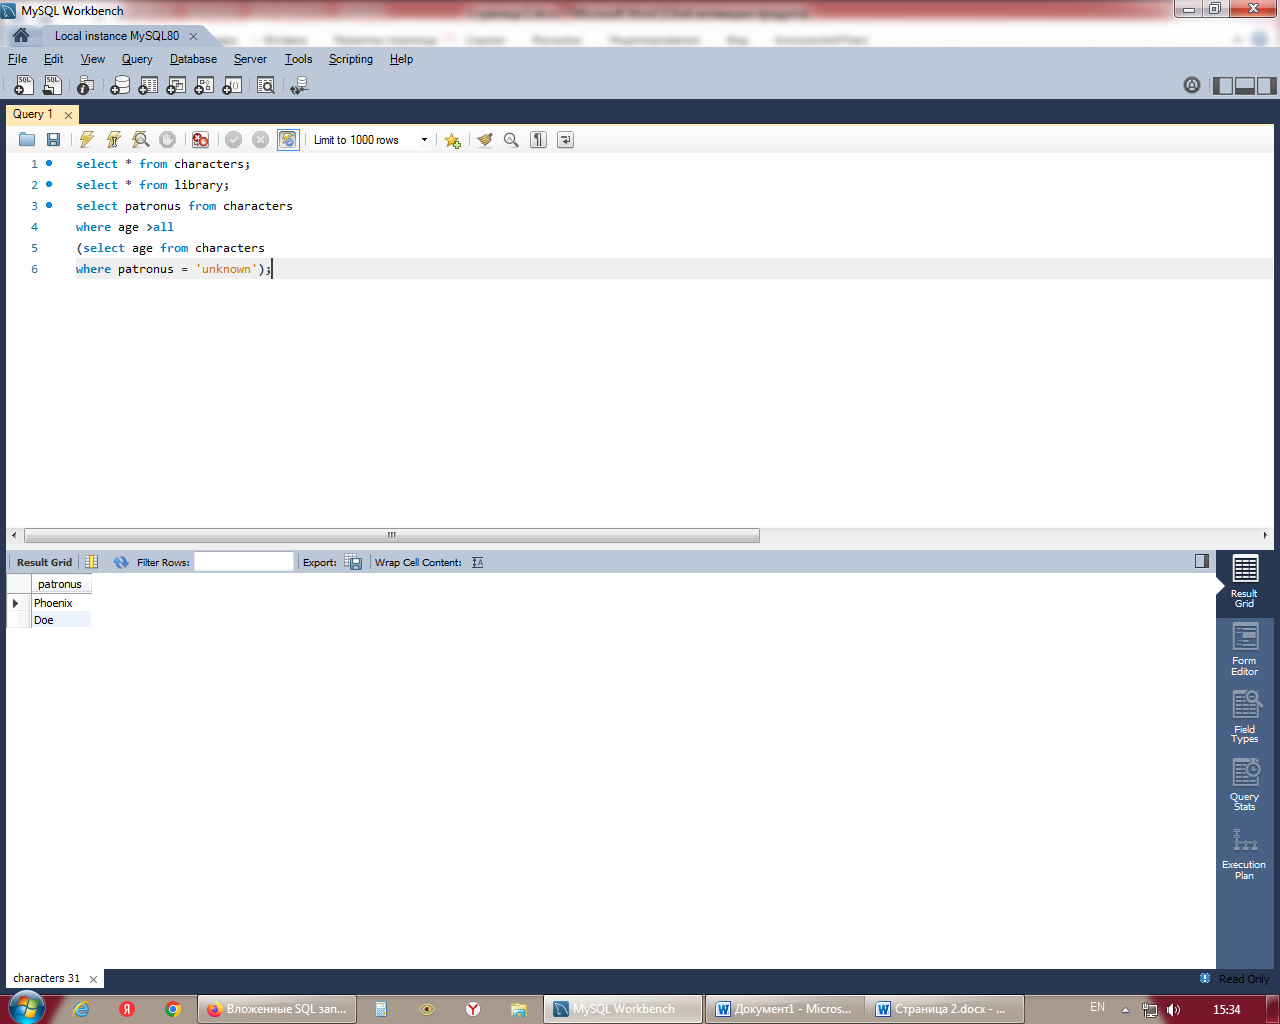 MySQL Workbench
Local instance MySQL80
File Edit View Query Database Server Tools Scripting Help
Query 1
Limit to 1000 rows
1 select * from characters;
2 select * from library;
3 select patronus from characters
4 where age >all
5 (select age from characters
6 where patronus = 'unknown');
Result Grid Filter Rows: Export: Wrap Cell Content:
patronus
Phoenix
Doe
Result
Grid
Form
Editor
Field
Types
Query
Stats
Execution
Plan
characters 31
Read Only
Вложенные SQL зап...
MySQL Workbench
Документ1 - Micros...
Страница 2.docx - ...
EN
15:34